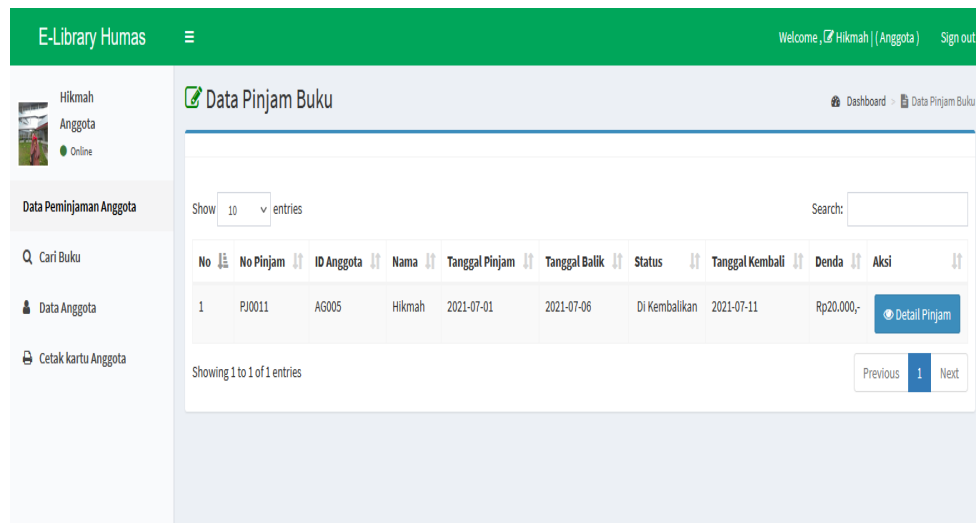 E-Library Humas
Welcome , Hikmah | ( Anggota ) Sign out
Hikmah
Anggota
Online
Data Peminjaman Anggota
Cari Buku
Data Anggota
Cetak kartu Anggota
Data Pinjam Buku
Dashboard > Data Pinjam Buku
Show 10 entries
Search:
No No Pinjam ID Anggota Nama Tanggal Pinjam Tanggal Balik Status Tanggal Kembali Denda Aksi
1 PJ0011 AG005 Hikmah 2021-07-01 2021-07-06 Di Kembalikan 2021-07-11 Rp20.000,- Detail Pinjam
Showing 1 to 1 of 1 entries
Previous 1 Next